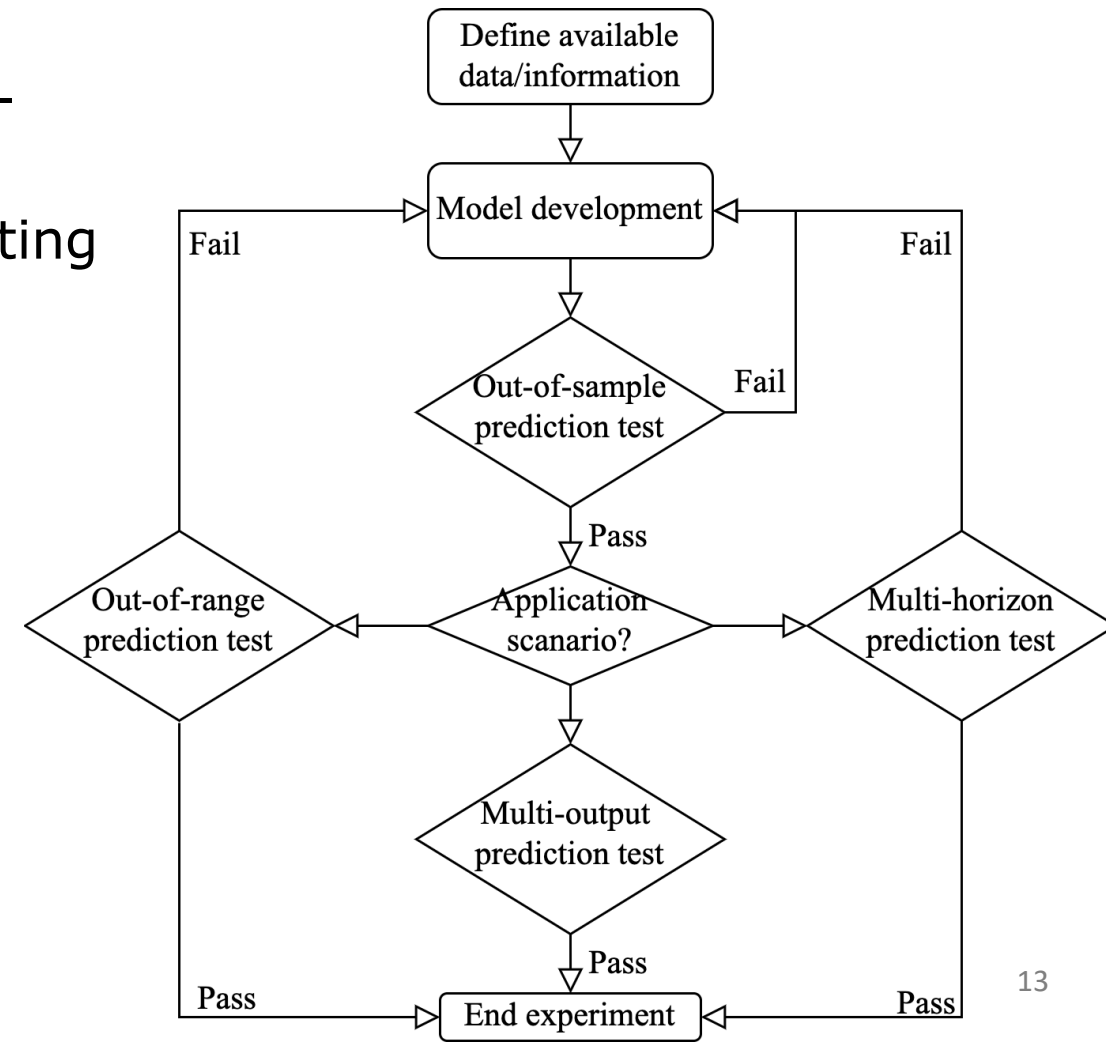 Define available
data/information
ting
Model development
Fail
Fail
Out-of-sample
prediction test
Fail
Pass
Out-of-range
prediction test
Application
scanario?
Multi-horizon
prediction test
Multi-output
prediction test
Pass
13
Pass
End experiment
Pass